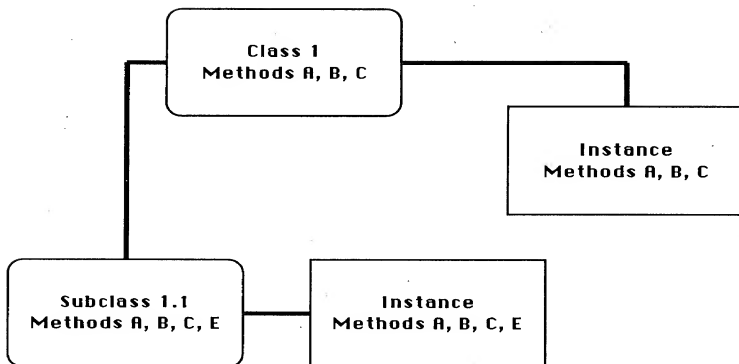 Class 1
Methods A, B, C
Instance
Methods A, B, C
Subclass 1.1
Methods A, B, C, E
Instance
Methods A, B, C, E